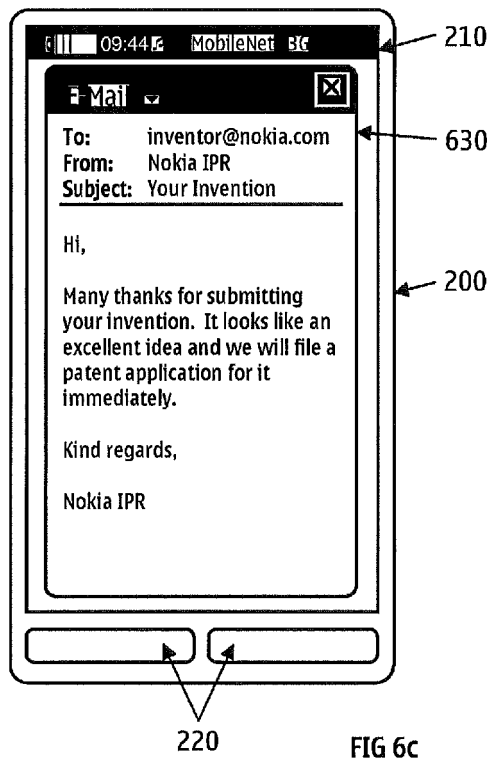 09:44 MobileNet 3G
210
E-Mail
To: inventor@nokia.com
630
From: Nokia IPR
Subject: Your Invention
Hi,
200
Many thanks for submitting
your invention. It looks like an
excellent idea and we will file a
patent application for it
immediately.
Kind regards,
Nokia IPR
220
FIG 6c